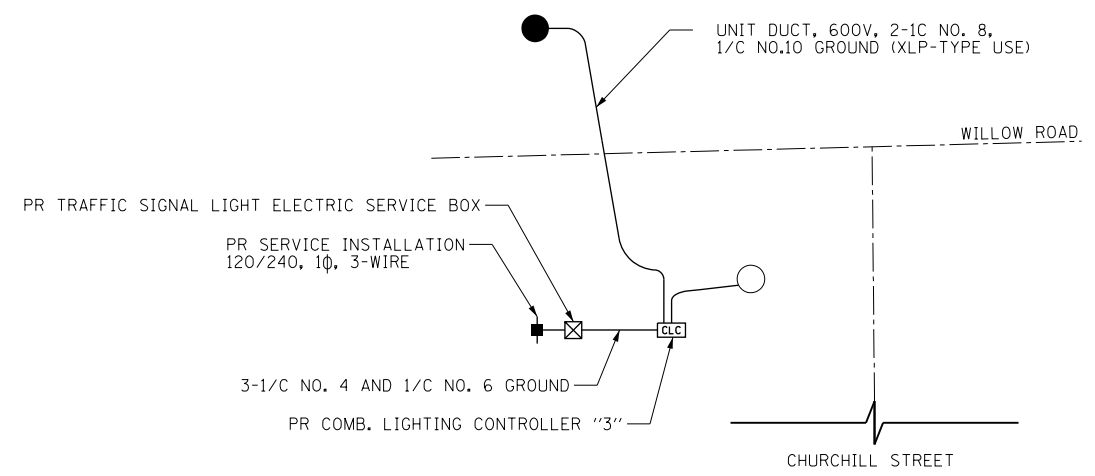 UNIT DUCT, 600V, 2-1C NO. 8,
1/C NO.10 GROUND (XLP-TYPE USE)
WILLOW ROAD
PR TRAFFIC SIGNAL LIGHT ELECTRIC SERVICE BOX
PR SERVICE INSTALLATION
120/240, 1ϕ, 3-WIRE
CLC
3-1/C NO. 4 AND 1/C NO. 6 GROUND
PR COMB. LIGHTING CONTROLLER "3"
CHURCHILL STREET